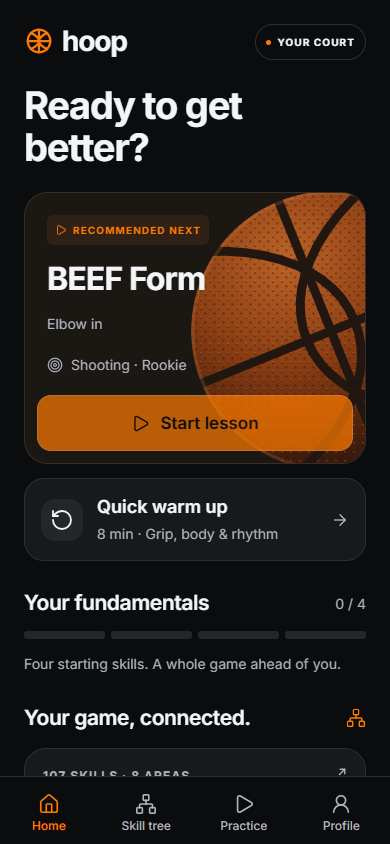 hoop
YOUR COURT
Ready to get
better?
RECOMMENDED NEXT
BEEF Form
Elbow in
Shooting · Rookie
Start lesson
Quick warm up
8 min · Grip, body & rhythm
Your fundamentals
0 / 4
Four starting skills. A whole game ahead of you.
Your game, connected.
107 SKILLS · 8 AREAS
Home
Skill tree
Practice
Profile